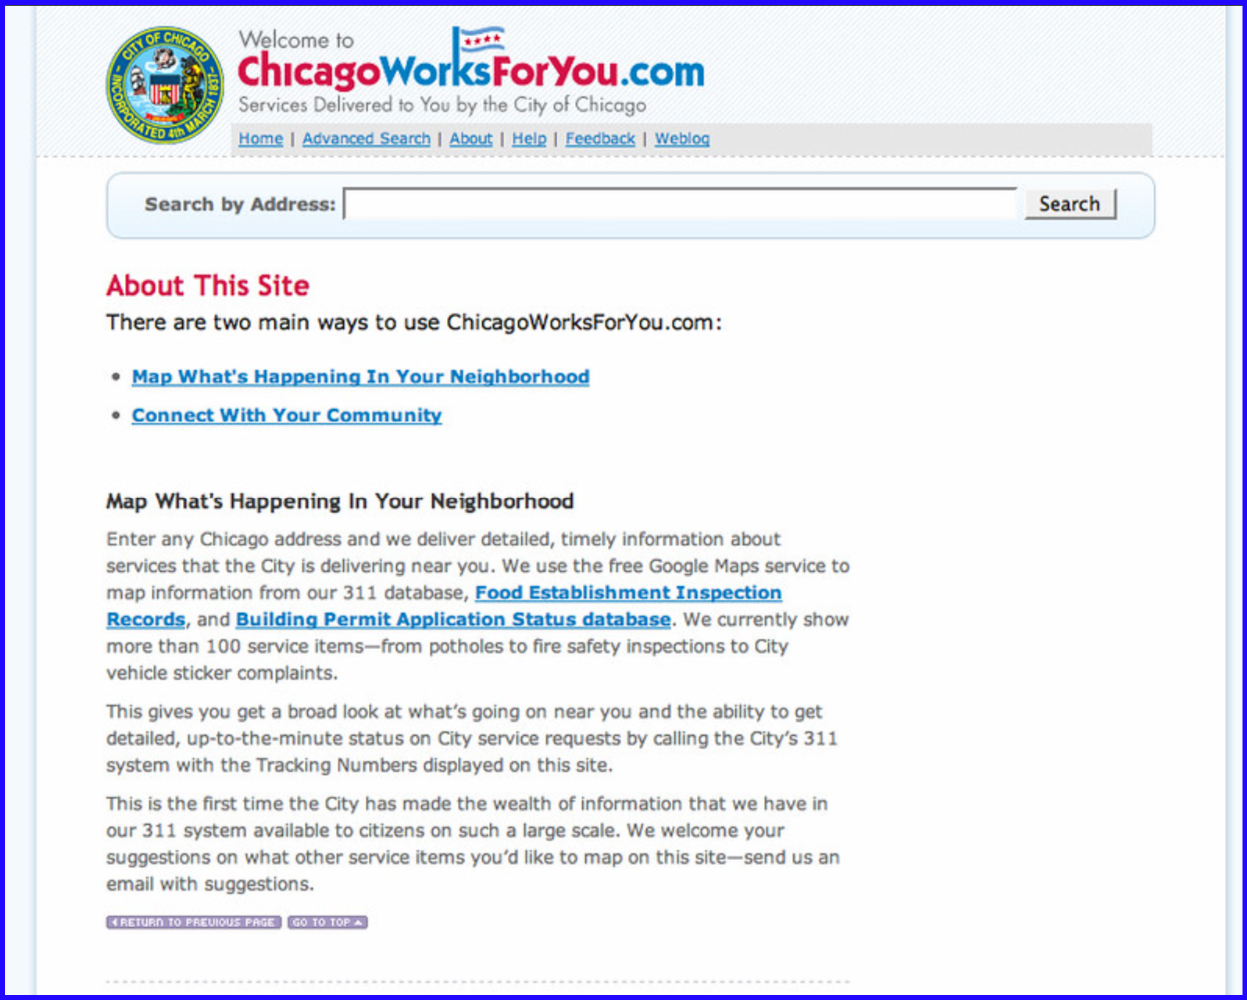 CITY OF CHICAGO
INCORPORATED 4th MARCH 1837
Welcome to
ChicagoWorksForYou.com
Services Delivered to You by the City of Chicago
Home | Advanced Search | About | Help | Feedback | Weblog
Search by Address: Search
About This Site
There are two main ways to use ChicagoWorksForYou.com:
• Map What's Happening In Your Neighborhood
• Connect With Your Community
Map What's Happening In Your Neighborhood
Enter any Chicago address and we deliver detailed, timely information about
services that the City is delivering near you. We use the free Google Maps service to
map information from our 311 database, Food Establishment Inspection
Records, and Building Permit Application Status database. We currently show
more than 100 service items—from potholes to fire safety inspections to City
vehicle sticker complaints.
This gives you get a broad look at what’s going on near you and the ability to get
detailed, up-to-the-minute status on City service requests by calling the City’s 311
system with the Tracking Numbers displayed on this site.
This is the first time the City has made the wealth of information that we have in
our 311 system available to citizens on such a large scale. We welcome your
suggestions on what other service items you’d like to map on this site—send us an
email with suggestions.
RETURN TO PREVIOUS PAGE GO TO TOP